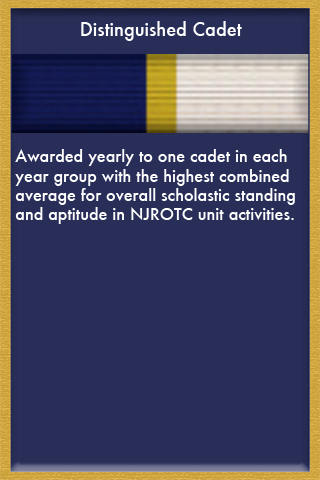 Distinguished Cadet
Awarded yearly to one cadet in each
year group with the highest combined
average for overall scholastic standing
and aptitude in NJROTC unit activities.